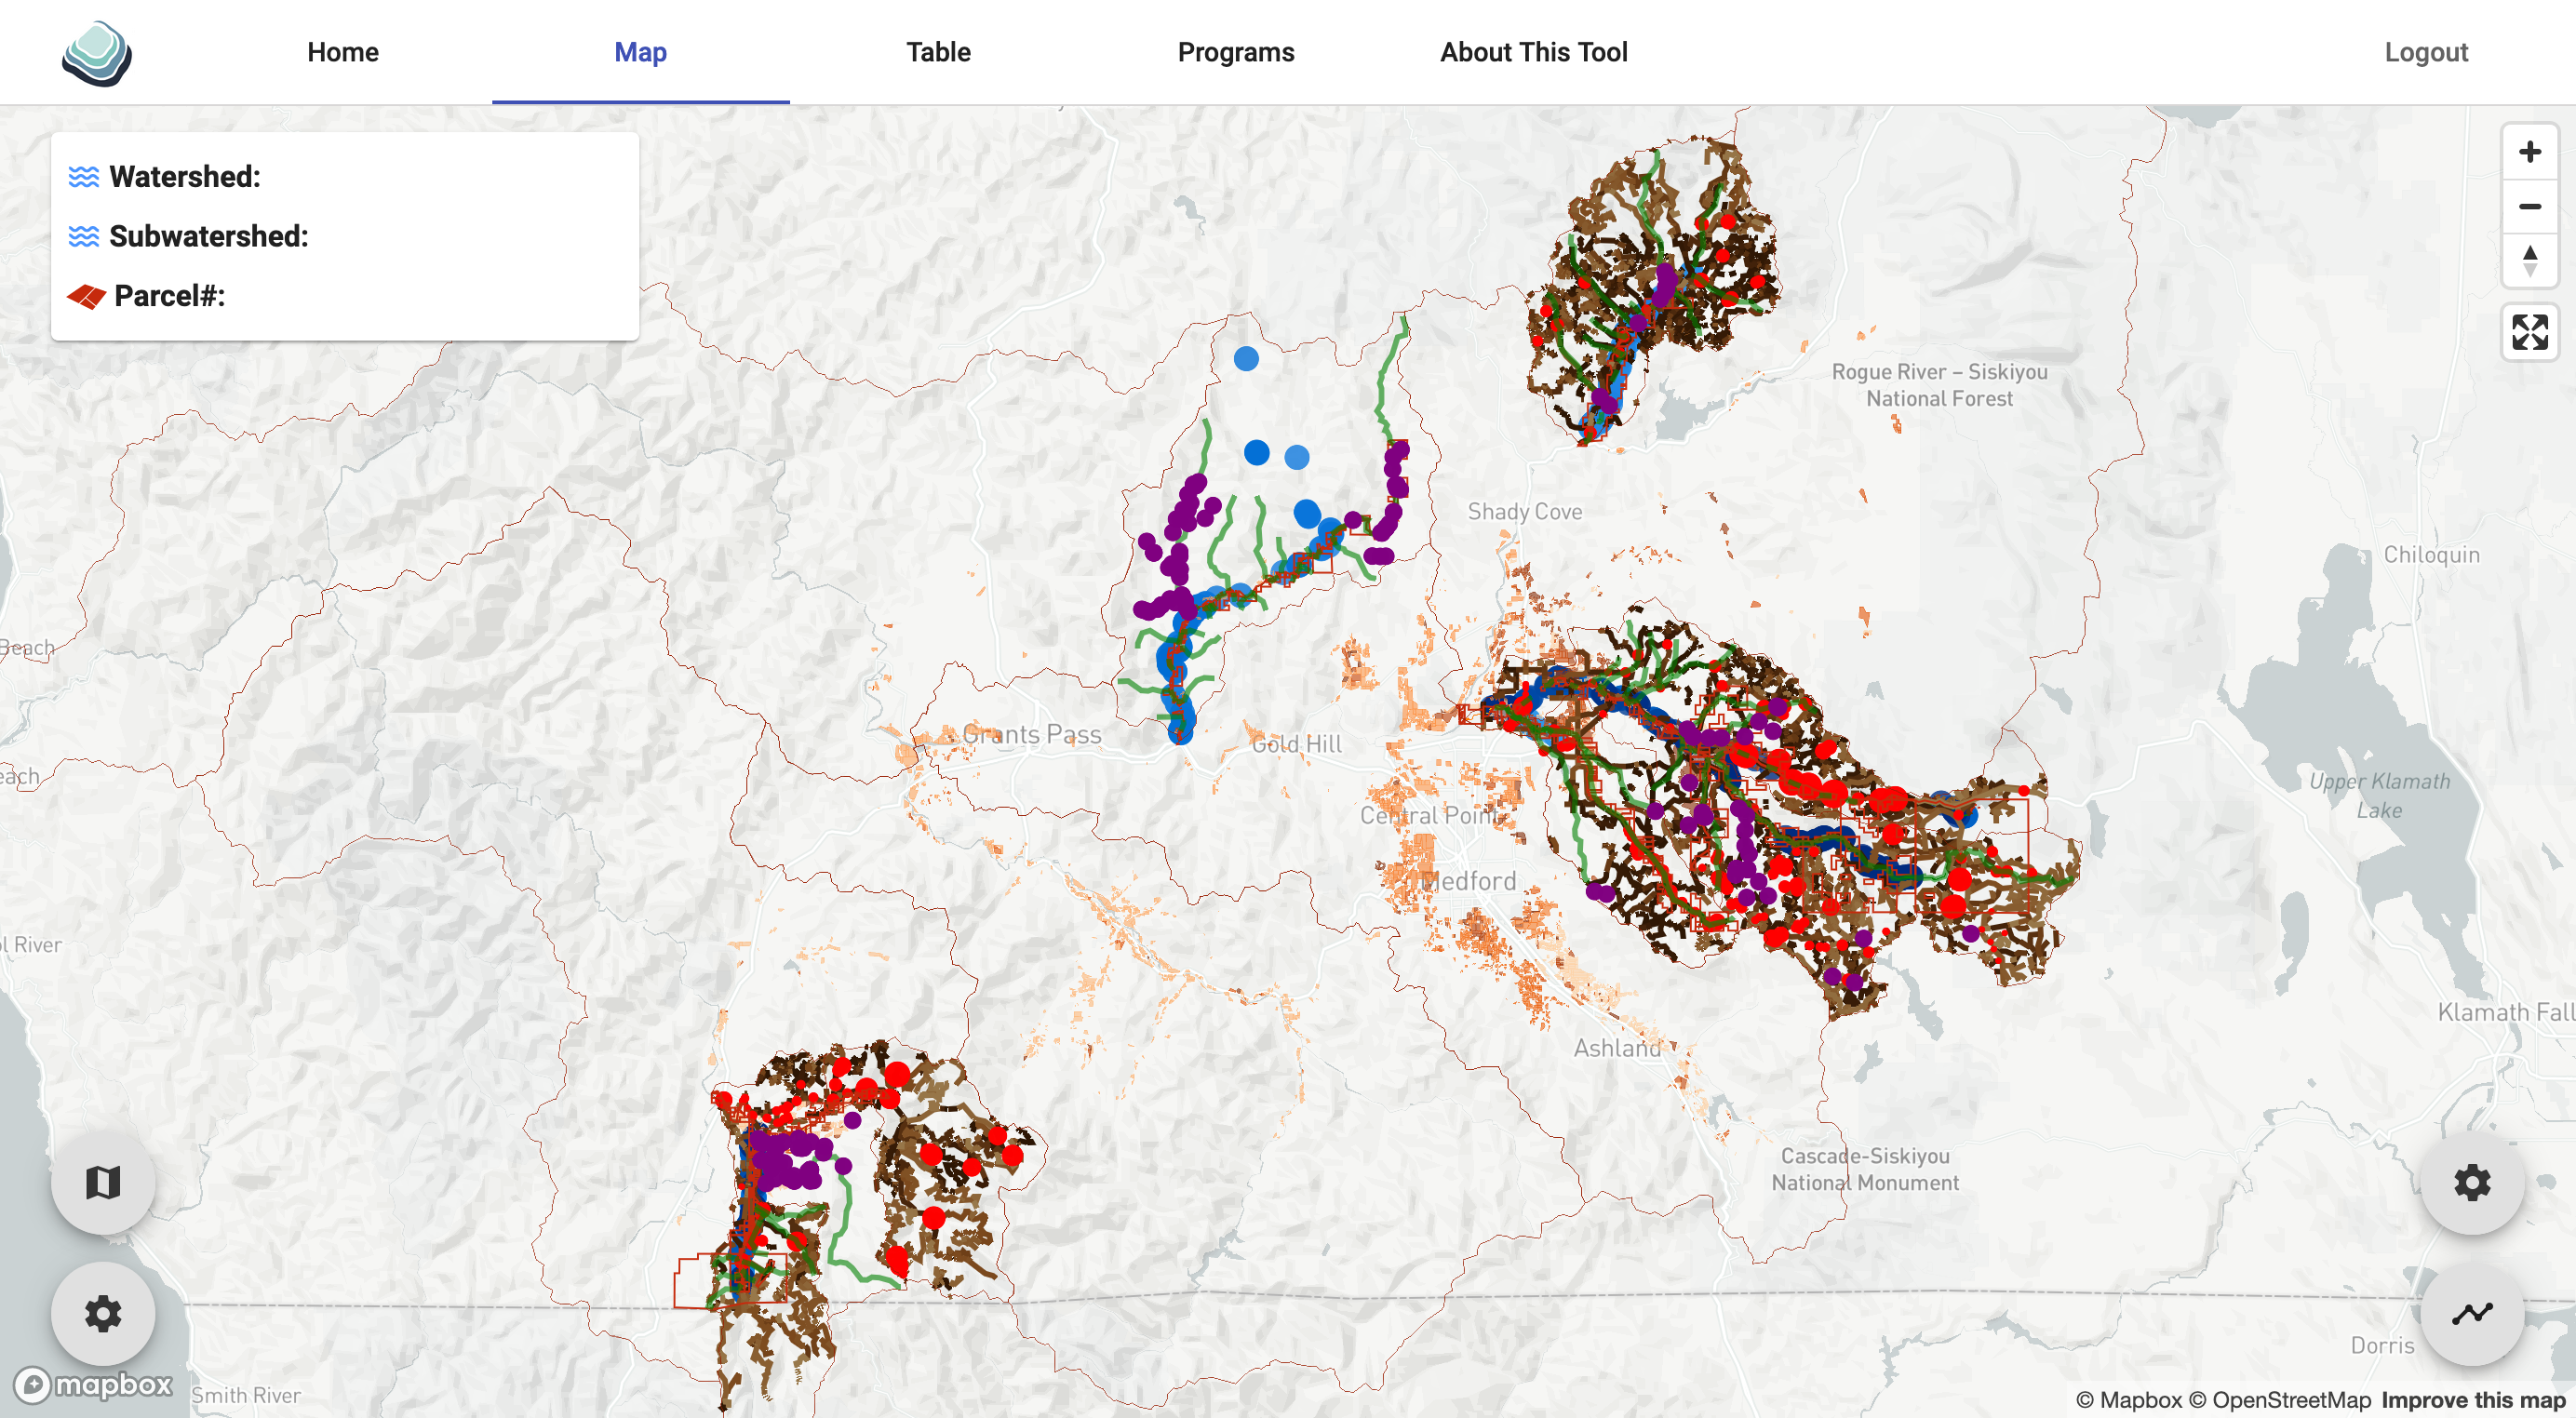 Home
Map
Table
Programs
About This Tool
Logout
Watershed:
Subwatershed:
Parcel#:
Rogue River – Siskiyou
National Forest
Shady Cove
Chiloquin
Beach
Grants Pass
Gold Hill
each
Upper Klamath
Lake
Central Point
Medford
l River
Klamath Fall
Ashland
Cascade-Siskiyou
National Monument
Dorris
mapbox
Smith River
© Mapbox © OpenStreetMap Improve this map